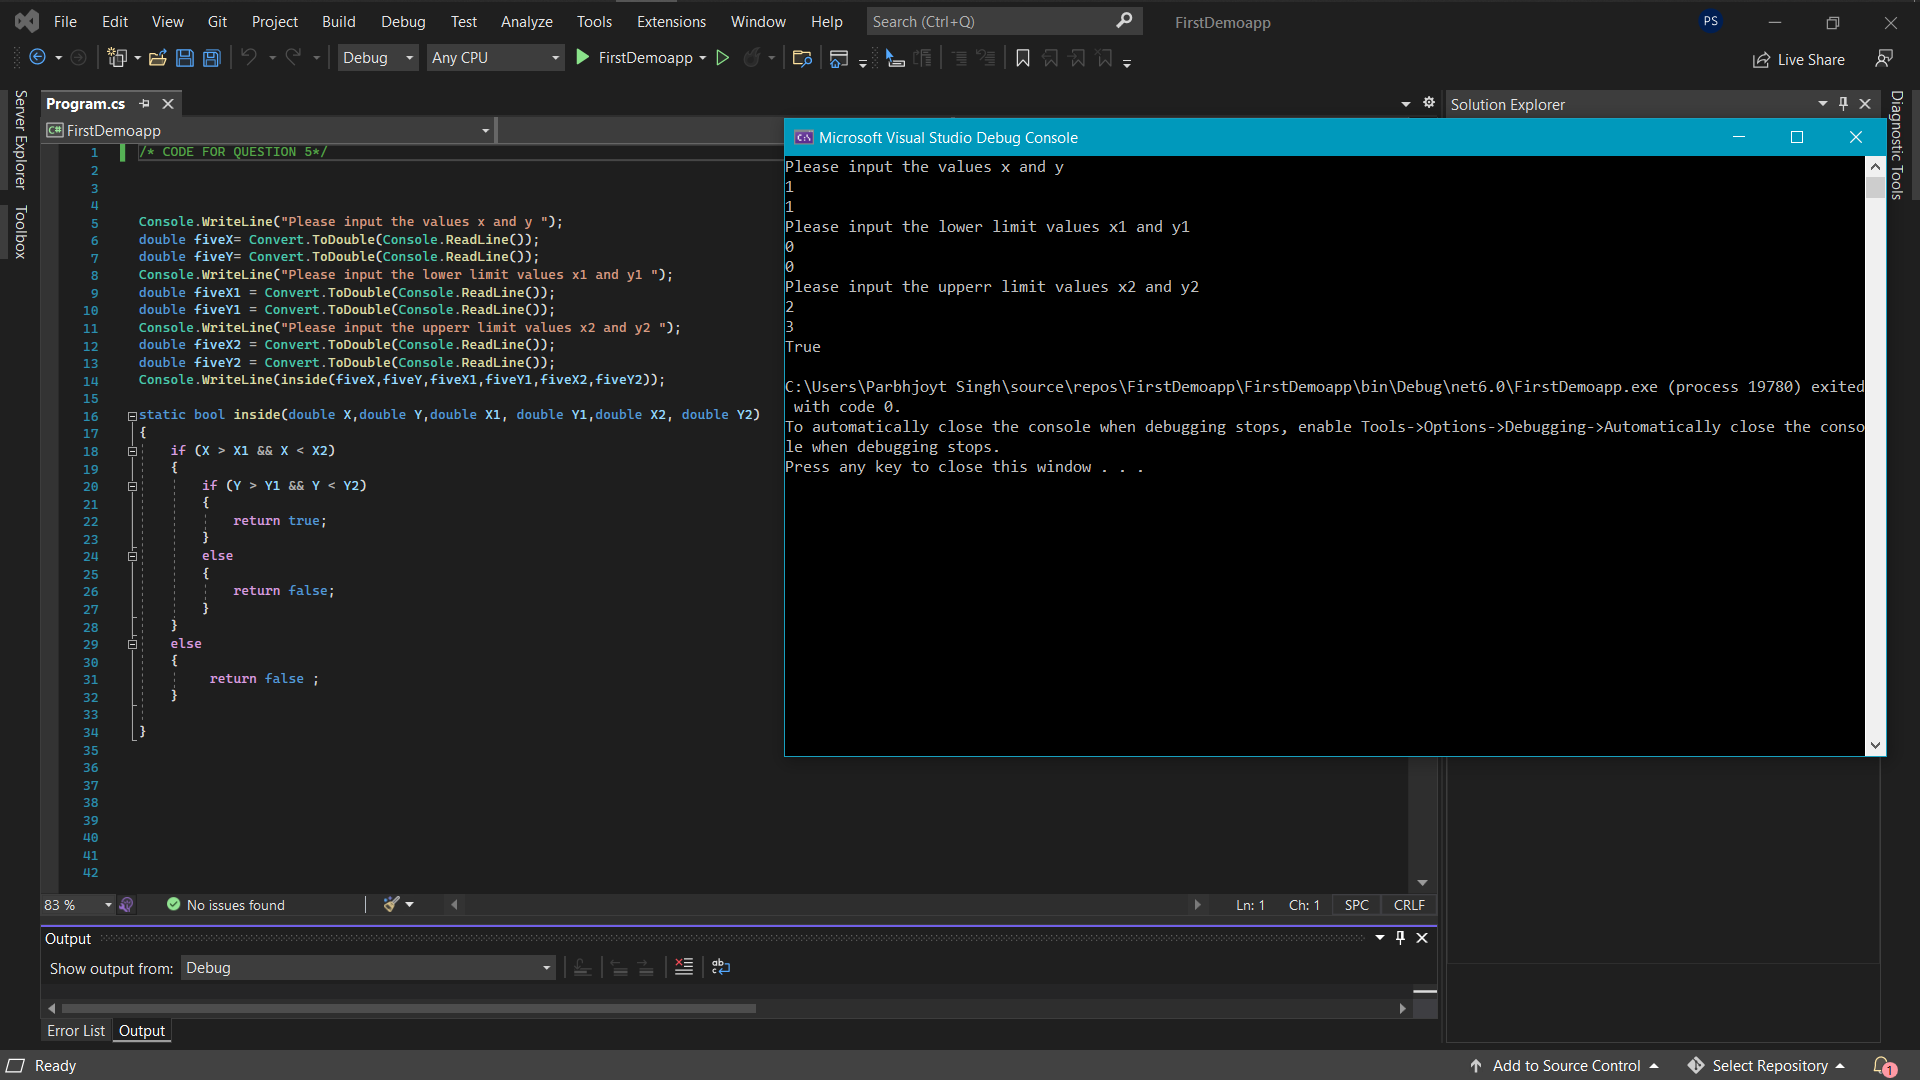 File Edit View Git Project Build Debug Test Analyze Tools Extensions Window Help Search (Ctrl+Q) FirstDemoapp PS
Debug Any CPU FirstDemoapp Live Share
Server Explorer
Toolbox
Program.cs
FirstDemoapp
1 /* CODE FOR QUESTION 5*/
2
3
4
5 Console.WriteLine("Please input the values x and y ");
6 double fiveX= Convert.ToDouble(Console.ReadLine());
7 double fiveY= Convert.ToDouble(Console.ReadLine());
8 Console.WriteLine("Please input the lower limit values x1 and y1 ");
9 double fiveX1 = Convert.ToDouble(Console.ReadLine());
10 double fiveY1 = Convert.ToDouble(Console.ReadLine());
11 Console.WriteLine("Please input the upperr limit values x2 and y2 ");
12 double fiveX2 = Convert.ToDouble(Console.ReadLine());
13 double fiveY2 = Convert.ToDouble(Console.ReadLine());
14 Console.WriteLine(inside(fiveX,fiveY,fiveX1,fiveY1,fiveX2,fiveY2));
15
16 static bool inside(double X,double Y,double X1, double Y1,double X2, double Y2)
17 {
18 if (X > X1 && X < X2)
19 {
20 if (Y > Y1 && Y < Y2)
21 {
22 return true;
23 }
24 else
25 {
26 return false;
27 }
28 }
29 else
30 {
31 return false ;
32 }
33
34 }
35
36
37
38
39
40
41
42
83 % No issues found Ln: 1 Ch: 1 SPC CRLF
Microsoft Visual Studio Debug Console
Please input the values x and y
1
1
Please input the lower limit values x1 and y1
0
0
Please input the upperr limit values x2 and y2
2
3
True
C:\Users\Parbhjoyt Singh\source\repos\FirstDemoapp\FirstDemoapp\bin\Debug\net6.0\FirstDemoapp.exe (process 19780) exited
with code 0.
To automatically close the console when debugging stops, enable Tools->Options->Debugging->Automatically close the conso
le when debugging stops.
Press any key to close this window . . .
Solution Explorer
Diagnostic Tools
Output
Show output from: Debug
Error List Output
Ready Add to Source Control Select Repository 1